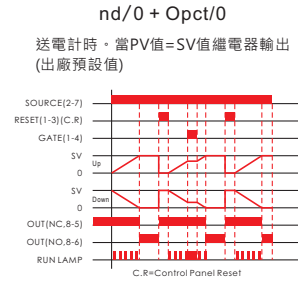 nd/0 + Opct/0
送電計時。當PV值=SV值繼電器輸出
(出廠預設值)
SOURCE(2-7)
RESET(1-3)(C.R)
GATE(1-4)
SV
Up
0
SV
Down
0
OUT(NC,8-5)
OUT(NO,8-6)
RUN LAMP
C.R=Control Panel Reset